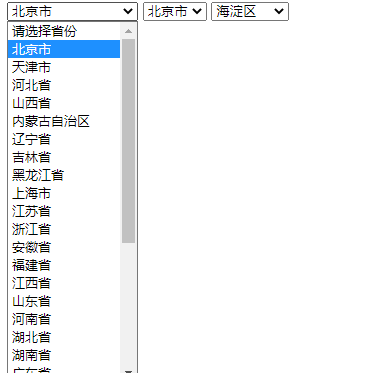 北京市 北京市 海淀区
请选择省份
北京市
天津市
河北省
山西省
内蒙古自治区
辽宁省
吉林省
黑龙江省
上海市
江苏省
浙江省
安徽省
福建省
江西省
山东省
河南省
湖北省
湖南省
广东省